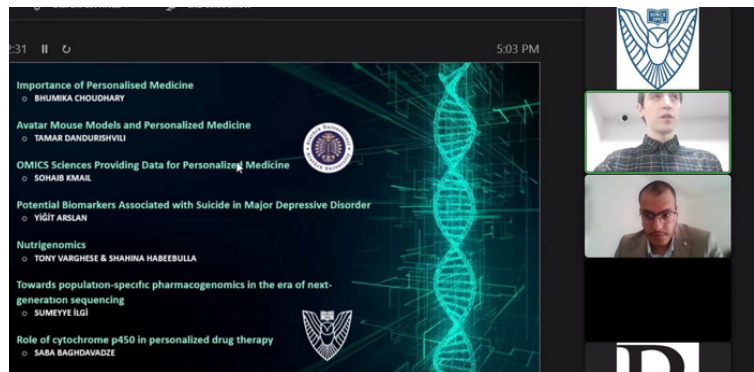 2:31
5:03 PM
Importance of Personalised Medicine
BHUMIKA CHOUDHARY
Avatar Mouse Models and Personalized Medicine
TAMAR DANDURISHVILI
OMICS Sciences Providing Data for Personalized Medicine
SOHAIB KMAIL
Potential Biomarkers Associated with Suicide in Major Depressive Disorder
YİĞİT ARSLAN
Nutrigenomics
TONY VARGHESE & SHAHINA HABEEBULLA
Towards population-specific pharmacogenomics in the era of next-
generation sequencing
SUMEYYE İLGİ
Role of cytochrome p450 in personalized drug therapy
SABA BAGHDAVADZE
SINCE
1992